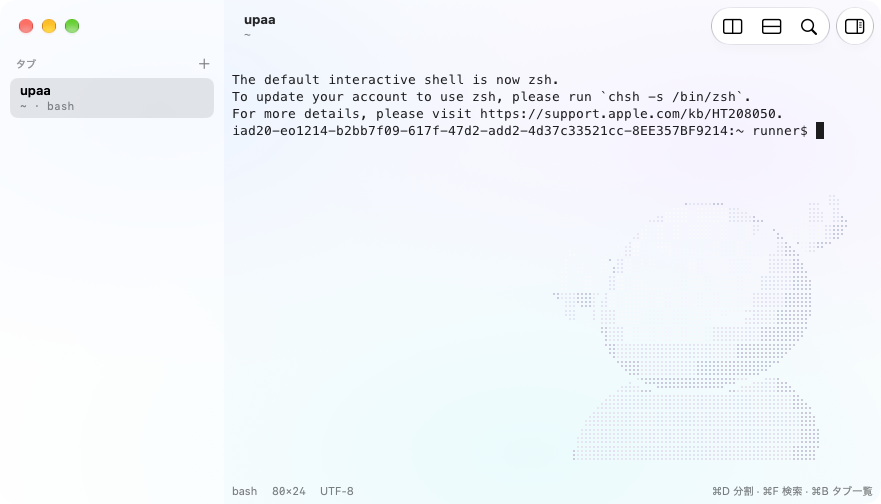 upaa
~
タブ
upaa
~ · bash
The default interactive shell is now zsh.
To update your account to use zsh, please run `chsh -s /bin/zsh`.
For more details, please visit https://support.apple.com/kb/HT208050.
iad20-eo1214-b2bb7f09-617f-47d2-add2-4d37c33521cc-8EE357BF9214:~ runner$
bash 80×24 UTF-8
⌘D 分割 · ⌘F 検索 · ⌘B タブ一覧